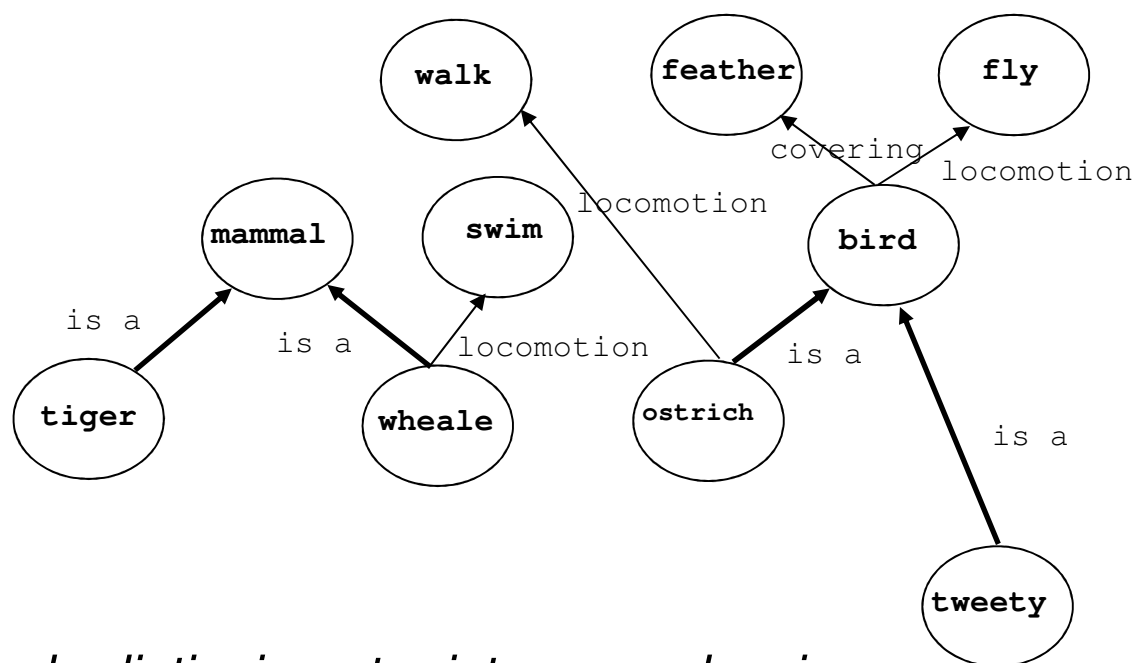 walk
feather
fly
covering
locomotion
locomotion
mammal
swim
bird
is a
is a
locomotion
is a
tiger
wheale
ostrich
is a
tweety